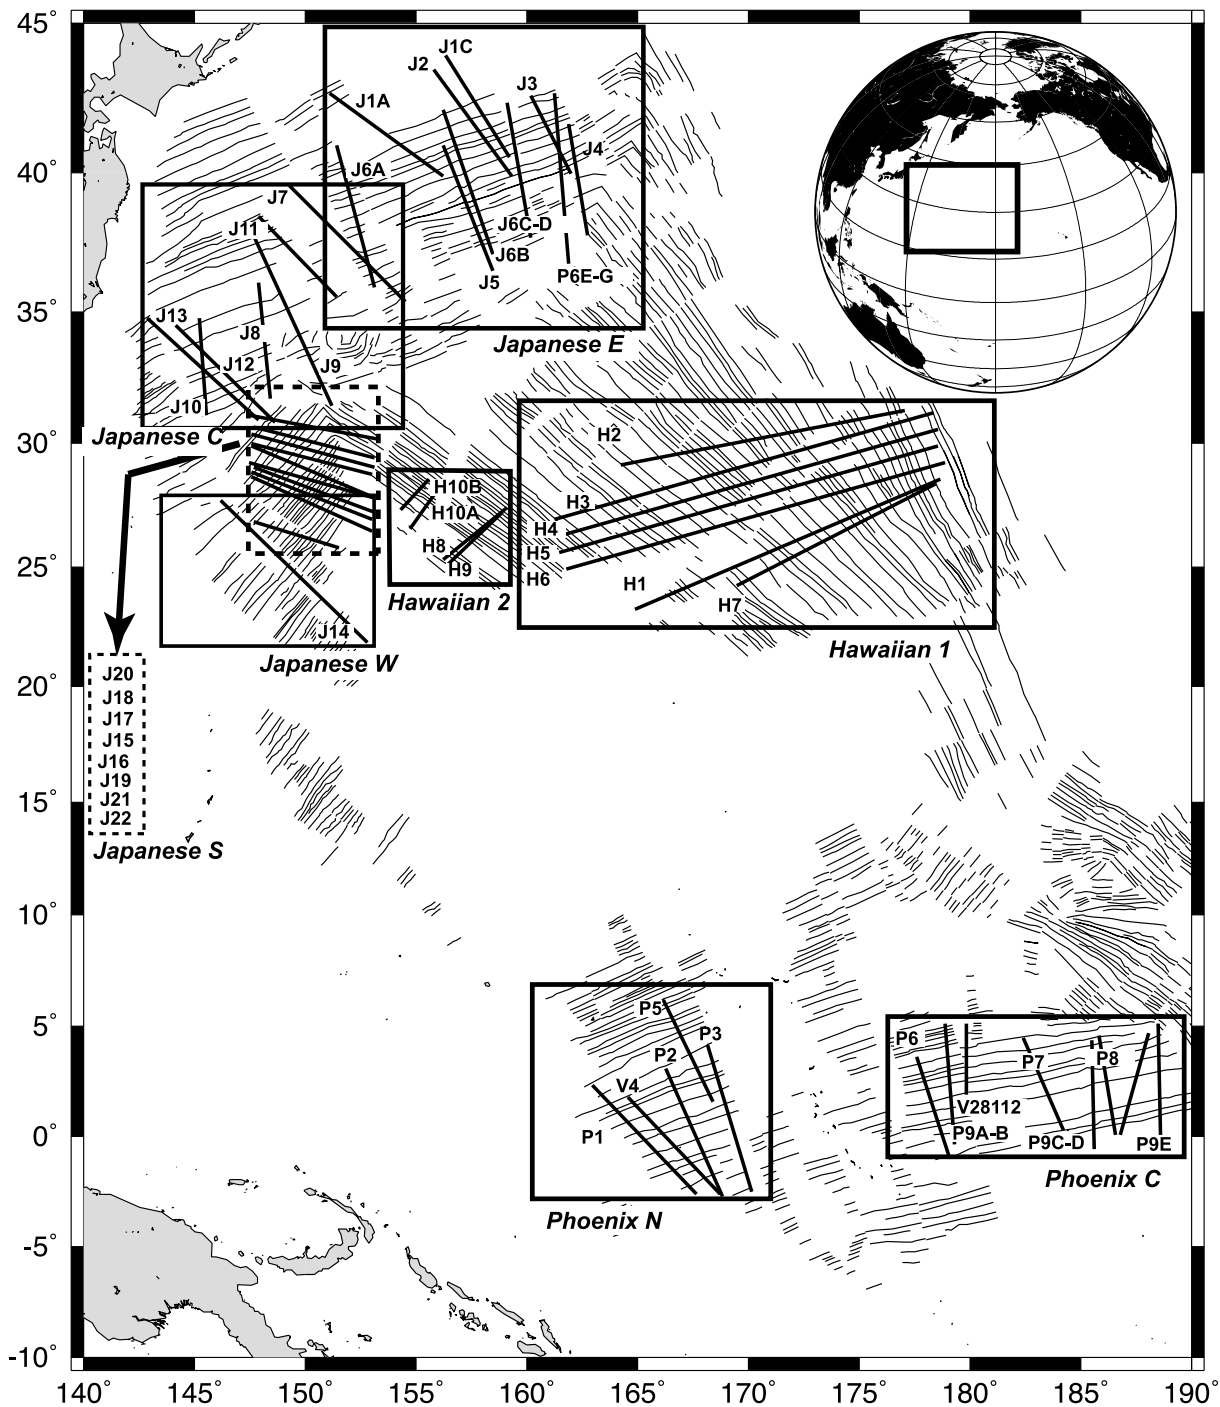 45°
40°
35°
30°
25°
20°
15°
10°
5°
0°
-5°
-10°
140°
145°
150°
155°
160°
165°
170°
175°
180°
185°
190°
J1C
J2
J3
J1A
J4
J6A
J7
J6C-D
J11
J6B
J5
P6E-G
Japanese E
J13
J8
J12
J9
J10
Japanese C
H2
H10B
H10A
H3
H4
H8
H5
H9
H6
H1
H7
Hawaiian 2
Hawaiian 1
J14
Japanese W
J20
J18
J17
J15
J16
J19
J21
J22
Japanese S
P5
P3
P2
V4
P1
Phoenix N
P6
P7
P8
V28112
P9A-B
P9C-D
P9E
Phoenix C